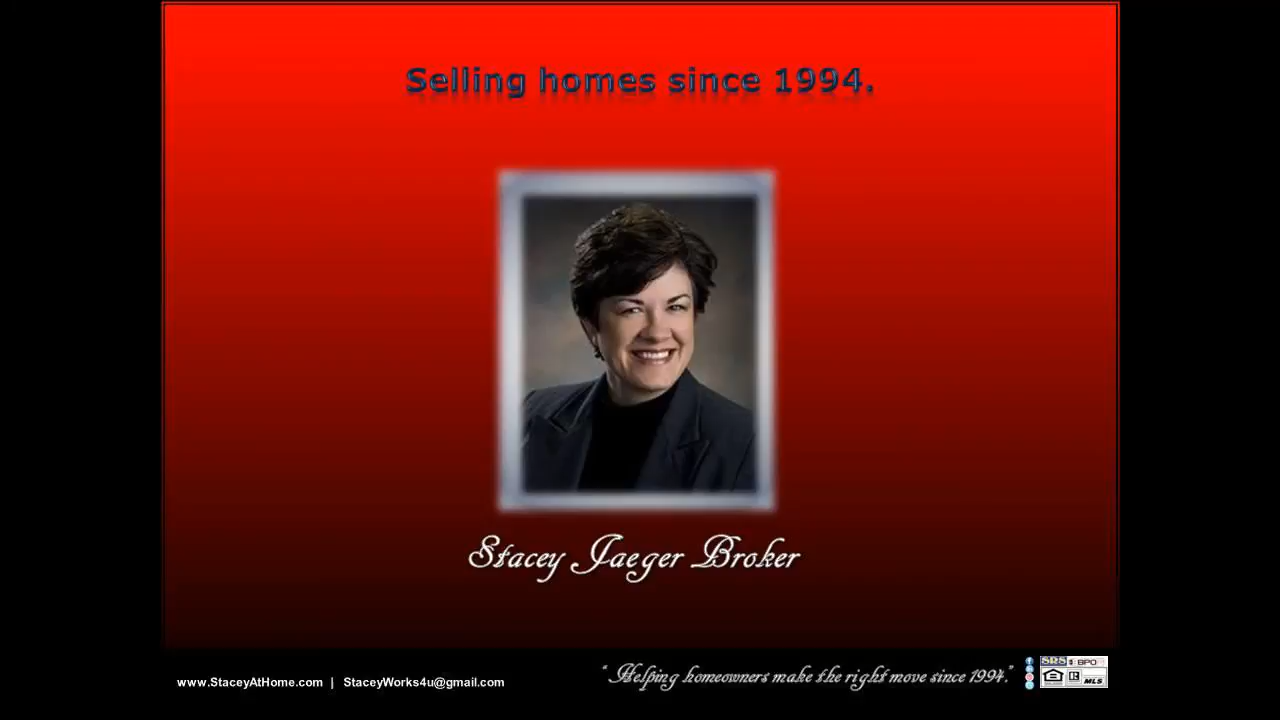 Selling homes since 1994.
Stacey Jaeger Broker
www.StaceyAtHome.com | StaceyWorks4u@gmail.com
“ Helping homeowners make the right move since 1994.”
SRS BPO
R MLS